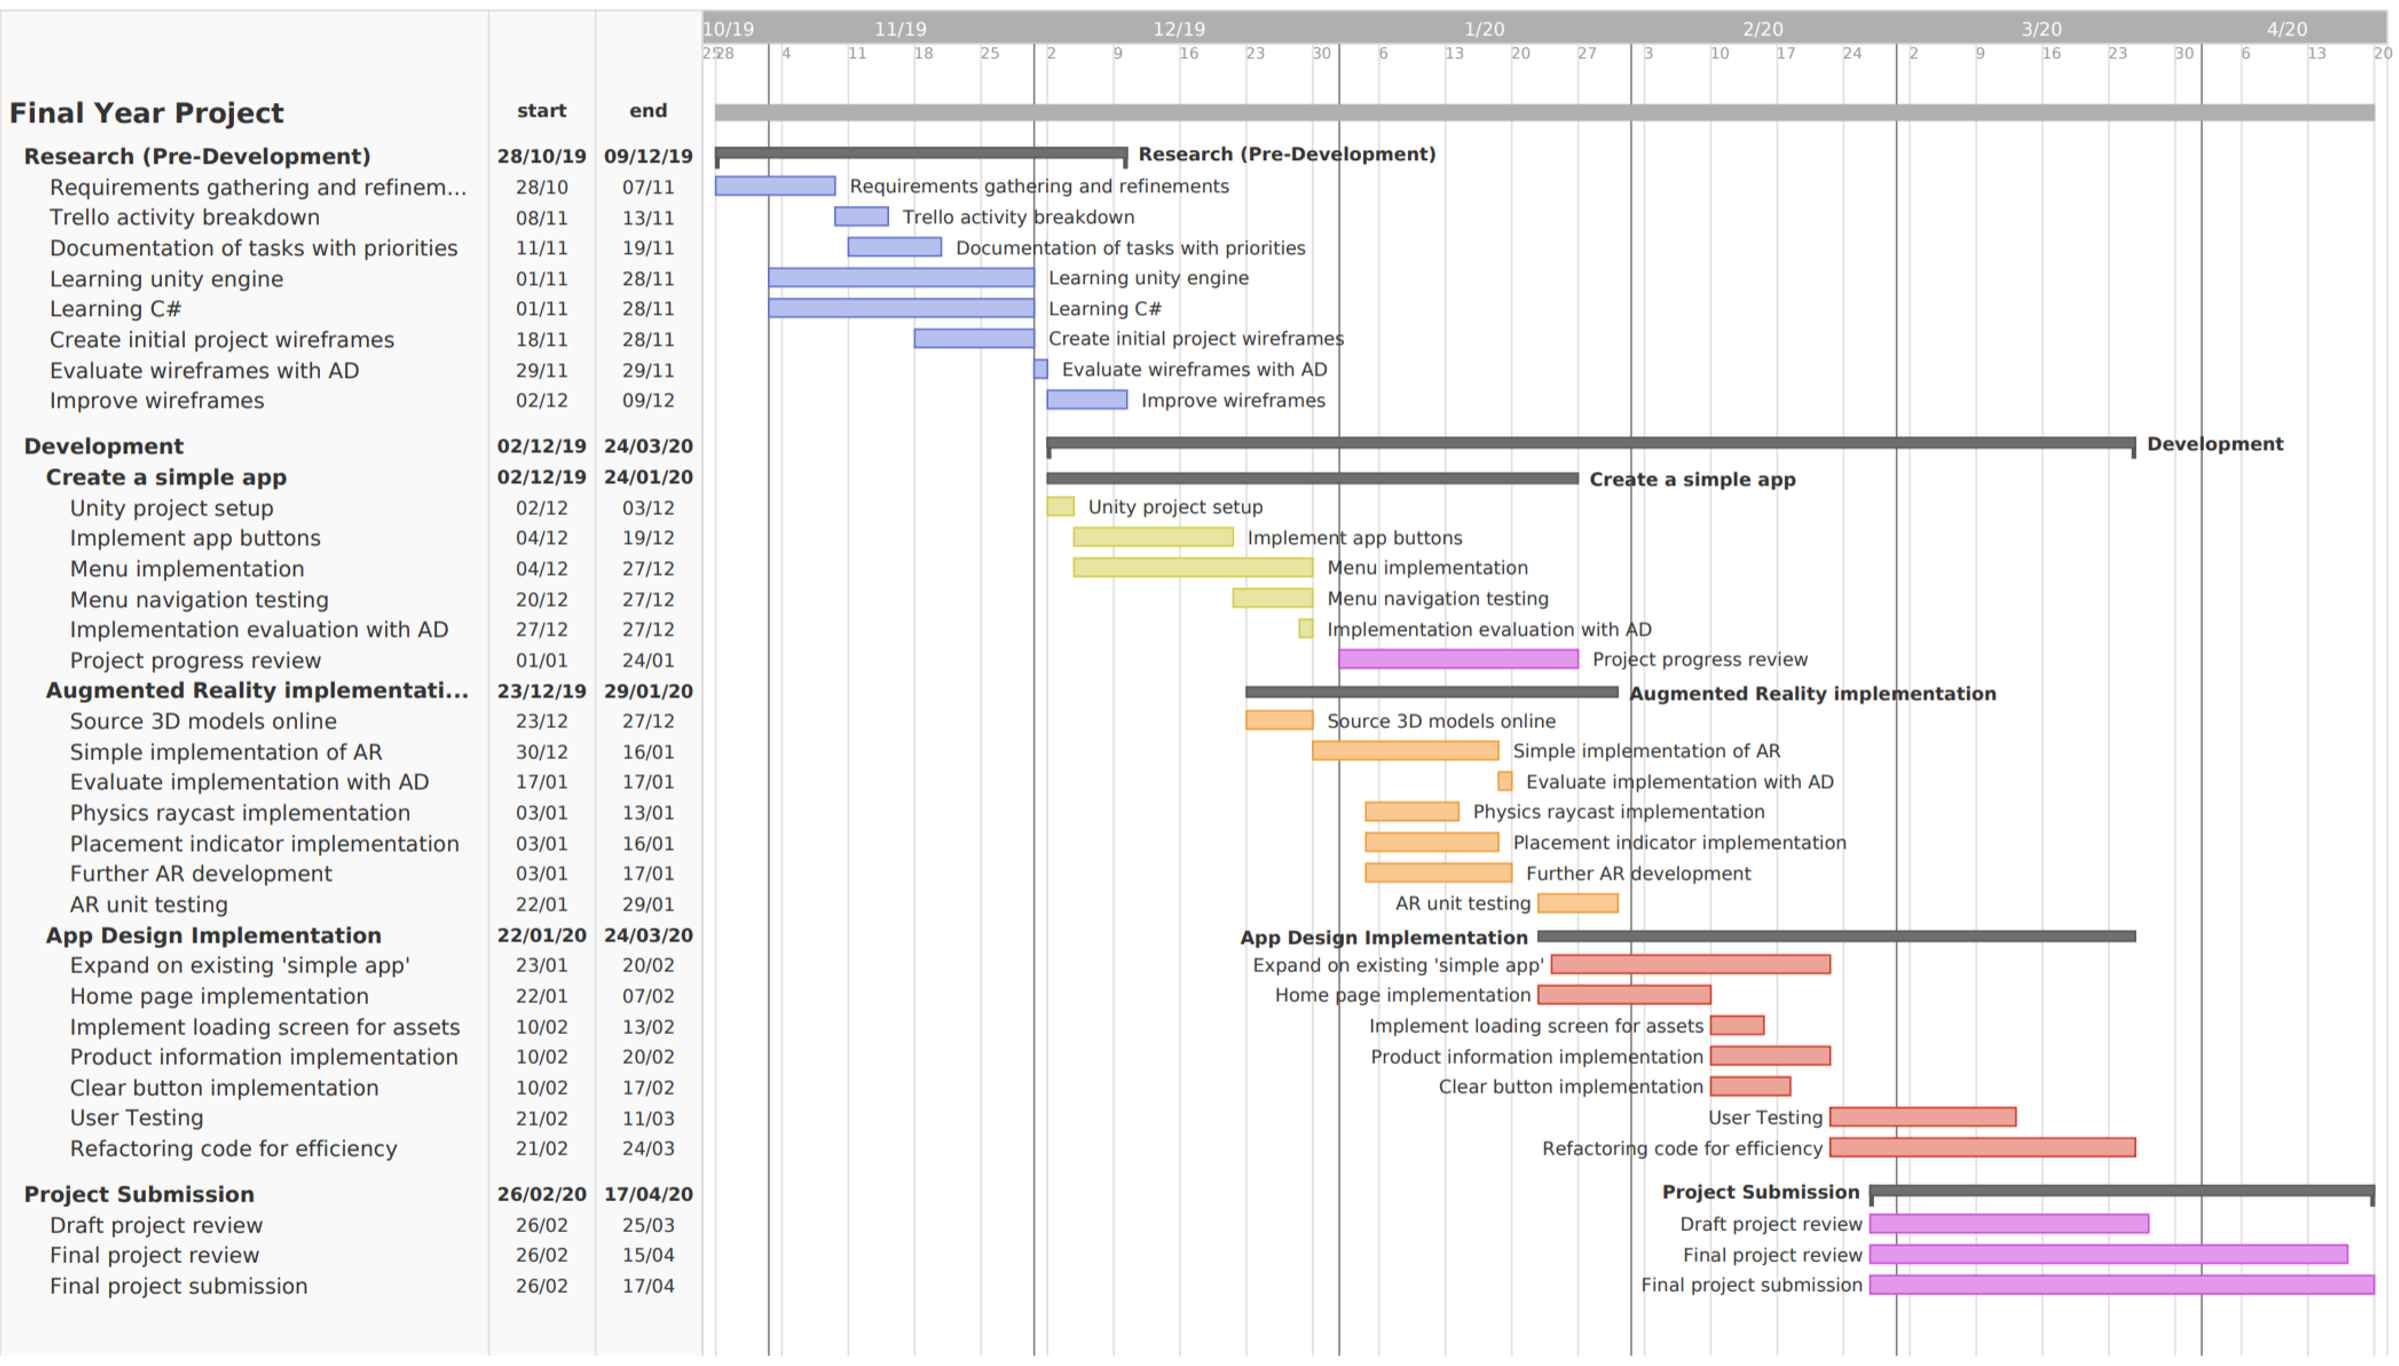 10/19 11/19 12/19 1/20 2/20 3/20 4/20
25 28 4 11 18 25 2 9 16 23 30 6 13 20 27 3 10 17 24 2 9 16 23 30 6 13 20
Final Year Project start end
Research (Pre-Development) 28/10/19 09/12/19 Research (Pre-Development)
Requirements gathering and refinem... 28/10 07/11 Requirements gathering and refinements
Trello activity breakdown 08/11 13/11 Trello activity breakdown
Documentation of tasks with priorities 11/11 19/11 Documentation of tasks with priorities
Learning unity engine 01/11 28/11 Learning unity engine
Learning C# 01/11 28/11 Learning C#
Create initial project wireframes 18/11 28/11 Create initial project wireframes
Evaluate wireframes with AD 29/11 29/11 Evaluate wireframes with AD
Improve wireframes 02/12 09/12 Improve wireframes
Development 02/12/19 24/03/20 Development
Create a simple app 02/12/19 24/01/20 Create a simple app
Unity project setup 02/12 03/12 Unity project setup
Implement app buttons 04/12 19/12 Implement app buttons
Menu implementation 04/12 27/12 Menu implementation
Menu navigation testing 20/12 27/12 Menu navigation testing
Implementation evaluation with AD 27/12 27/12 Implementation evaluation with AD
Project progress review 01/01 24/01 Project progress review
Augmented Reality implementati... 23/12/19 29/01/20 Augmented Reality implementation
Source 3D models online 23/12 27/12 Source 3D models online
Simple implementation of AR 30/12 16/01 Simple implementation of AR
Evaluate implementation with AD 17/01 17/01 Evaluate implementation with AD
Physics raycast implementation 03/01 13/01 Physics raycast implementation
Placement indicator implementation 03/01 16/01 Placement indicator implementation
Further AR development 03/01 17/01 Further AR development
AR unit testing 22/01 29/01 AR unit testing
App Design Implementation 22/01/20 24/03/20 App Design Implementation
Expand on existing 'simple app' 23/01 20/02 Expand on existing 'simple app'
Home page implementation 22/01 07/02 Home page implementation
Implement loading screen for assets 10/02 13/02 Implement loading screen for assets
Product information implementation 10/02 20/02 Product information implementation
Clear button implementation 10/02 17/02 Clear button implementation
User Testing 21/02 11/03 User Testing
Refactoring code for efficiency 21/02 24/03 Refactoring code for efficiency
Project Submission 26/02/20 17/04/20 Project Submission
Draft project review 26/02 25/03 Draft project review
Final project review 26/02 15/04 Final project review
Final project submission 26/02 17/04 Final project submission